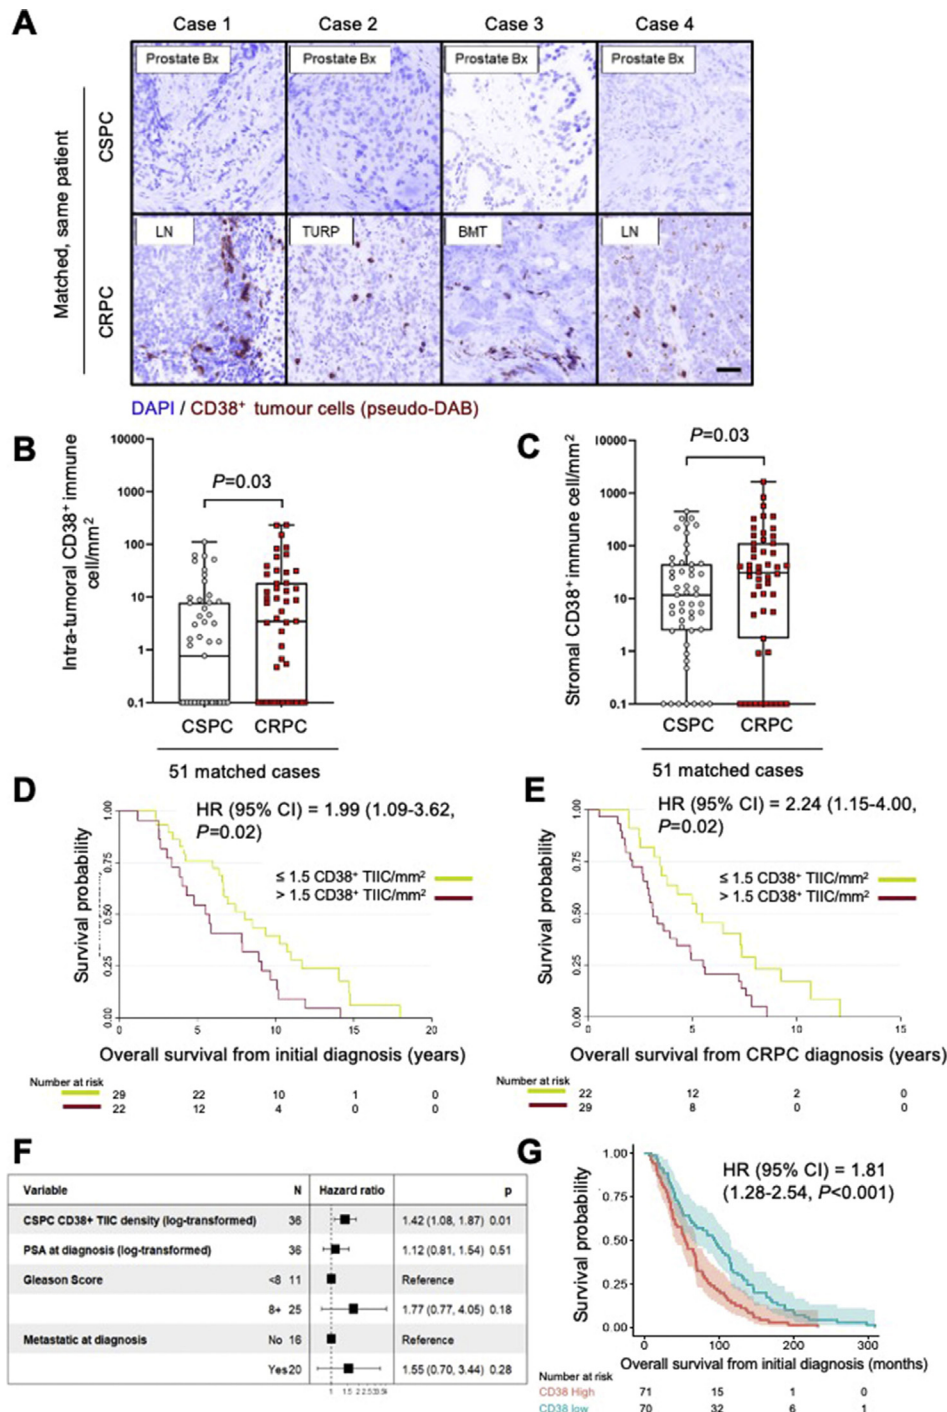 A
Case 1 Case 2 Case 3 Case 4
Prostate Bx Prostate Bx Prostate Bx Prostate Bx
Matched, same patient
CSPC
LN TURP BMT LN
CRPC
DAPI / CD38⁺ tumour cells (pseudo-DAB)
B
Intra-tumoral CD38⁺ immune
cell/mm²
10000
1000
100
10
1
0.1
P=0.03
CSPC CRPC
51 matched cases
C
Stromal CD38⁺ immune cell/mm²
10000
1000
100
10
1
0.1
P=0.03
CSPC CRPC
51 matched cases
D
HR (95% CI) = 1.99 (1.09-3.62,
P=0.02)
≤ 1.5 CD38⁺ TIIC/mm²
> 1.5 CD38⁺ TIIC/mm²
Survival probability
1.00
0.75
0.50
0.25
0.00
0 5 10 15 20
Overall survival from initial diagnosis (years)
Number at risk
29 22 10 1 0
22 12 4 0 0
E
HR (95% CI) = 2.24 (1.15-4.00,
P=0.02)
≤ 1.5 CD38⁺ TIIC/mm²
> 1.5 CD38⁺ TIIC/mm²
Survival probability
1.00
0.75
0.50
0.25
0.00
0 5 10 15
Overall survival from CRPC diagnosis (years)
Number at risk
22 12 2 0
29 8 0 0
F
Variable N Hazard ratio p
CSPC CD38+ TIIC density (log-transformed) 36 1.42 (1.08, 1.87) 0.01
PSA at diagnosis (log-transformed) 36 1.12 (0.81, 1.54) 0.51
Gleason Score <8 11 Reference
8+ 25 1.77 (0.77, 4.05) 0.18
Metastatic at diagnosis No 16 Reference
Yes20 1.55 (0.70, 3.44) 0.28
1 1.5 2
G
HR (95% CI) = 1.81
(1.28-2.54, P<0.001)
Survival probability
1.00
0.75
0.50
0.25
0.00
0 100 200 300
Overall survival from initial diagnosis (months)
Number at risk
CD38 High 71 15 1 0
CD38 low 70 32 6 1